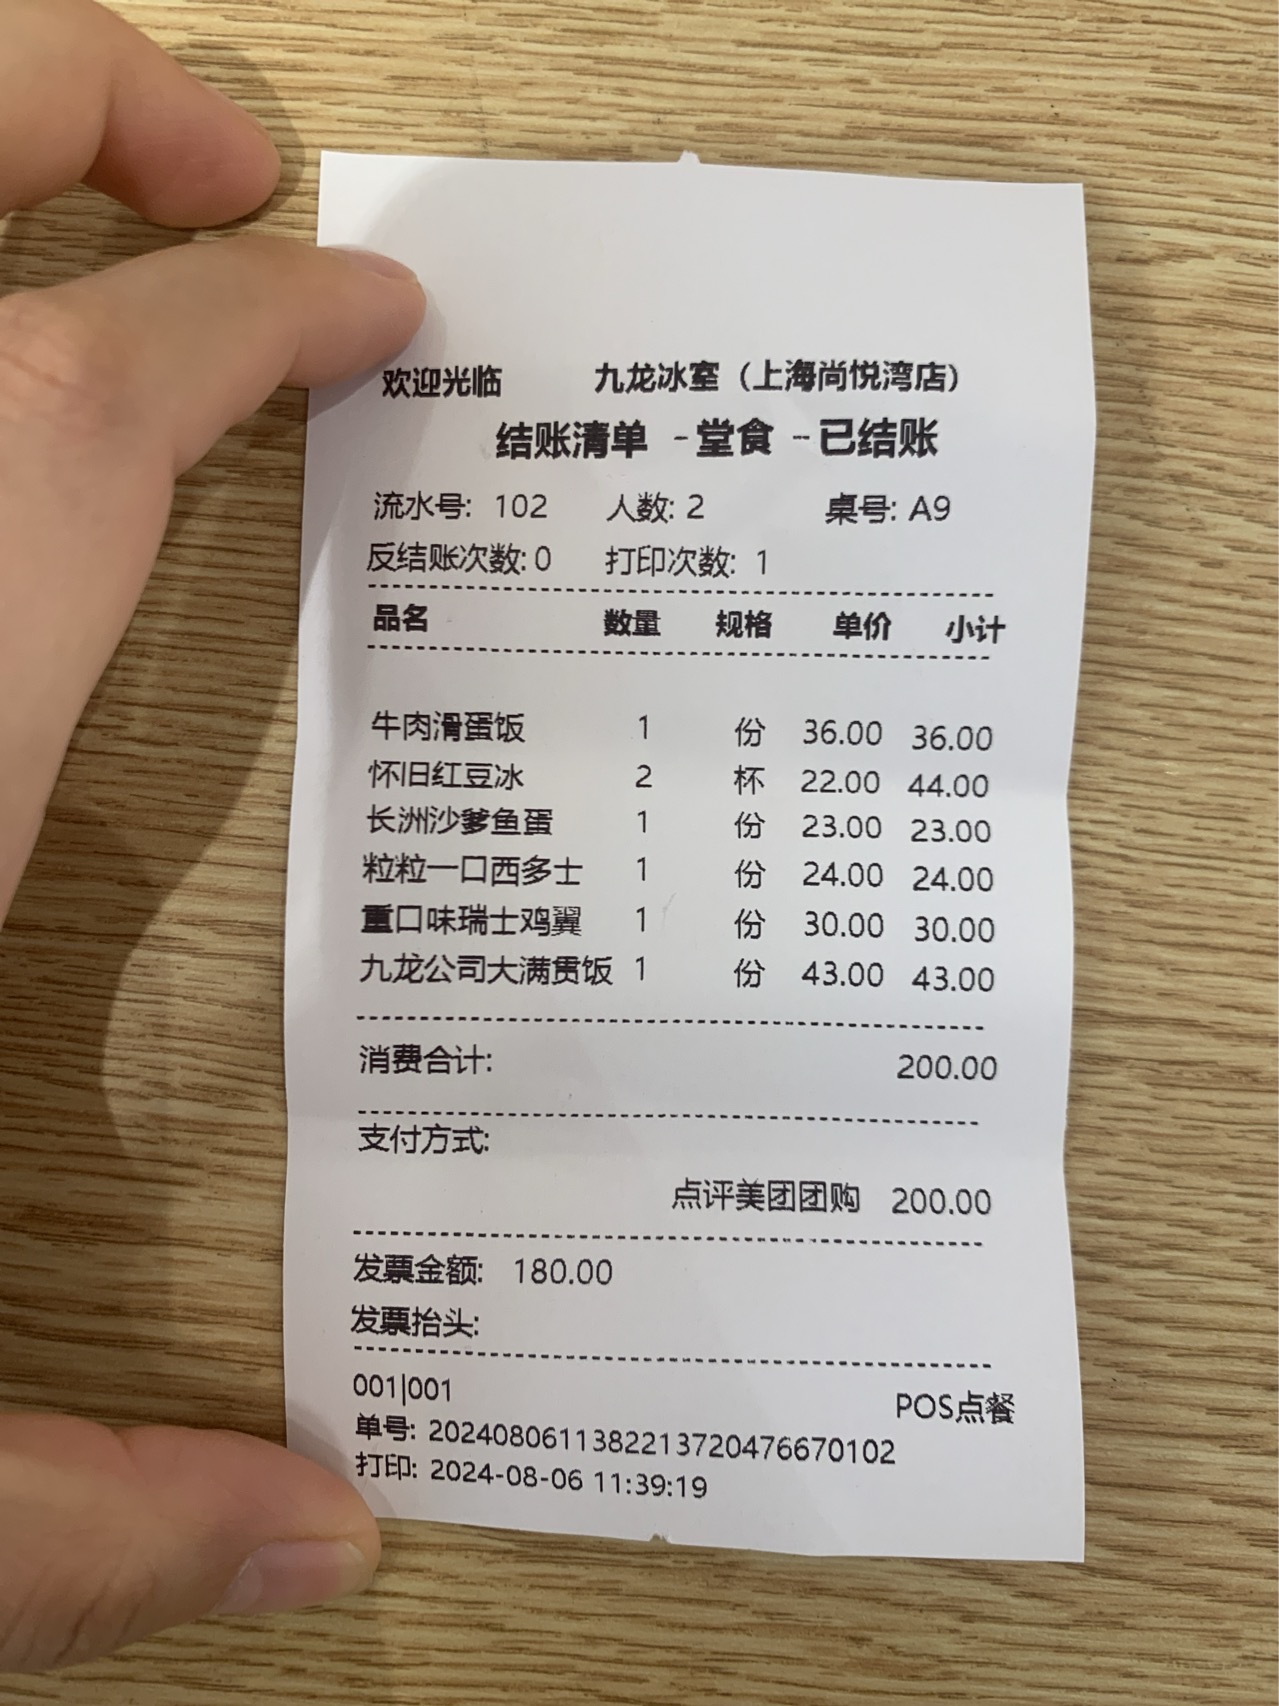 欢迎光临 九龙冰室（上海尚悦湾店）
结账清单 -堂食 --已结账
流水号: 102 人数: 2 桌号: A9
反结账次数:0 打印次数: 1
品名 数量 规格 单价 小计
牛肉滑蛋饭 1 份 36.00 36.00
怀旧红豆冰 2 杯 22.00 44.00
长洲沙爹鱼蛋 1 份 23.00 23.00
粒粒一口西多士 1 份 24.00 24.00
重口味瑞士鸡翼 1 份 30.00 30.00
九龙公司大满贯饭 1 份 43.00 43.00
消费合计: 200.00
支付方式:
点评美团团购 200.00
发票金额: 180.00
发票抬头:
001|001 POS点餐
单号: 2024080611382213720476670102
打印: 2024-08-06 11:39:19